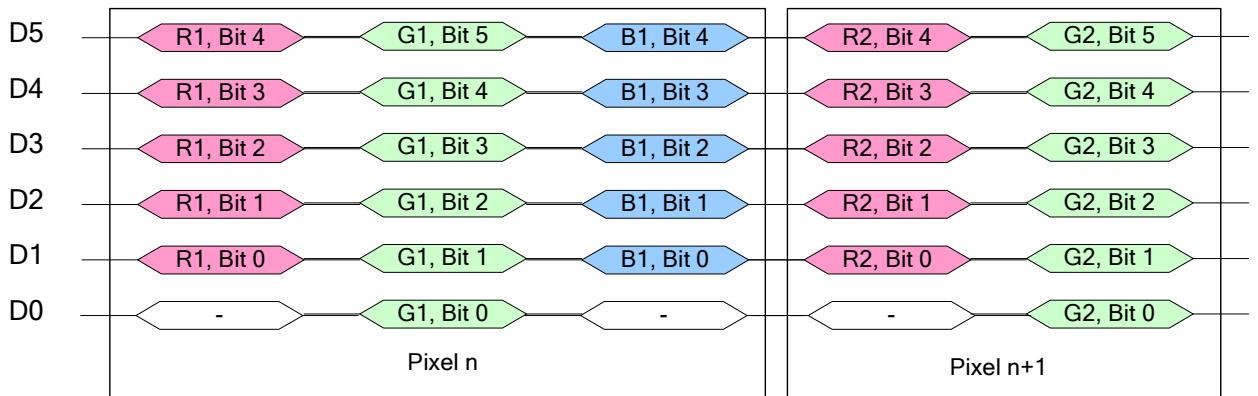 D5 R1, Bit 4 G1, Bit 5 B1, Bit 4 R2, Bit 4 G2, Bit 5
D4 R1, Bit 3 G1, Bit 4 B1, Bit 3 R2, Bit 3 G2, Bit 4
D3 R1, Bit 2 G1, Bit 3 B1, Bit 2 R2, Bit 2 G2, Bit 3
D2 R1, Bit 1 G1, Bit 2 B1, Bit 1 R2, Bit 1 G2, Bit 2
D1 R1, Bit 0 G1, Bit 1 B1, Bit 0 R2, Bit 0 G2, Bit 1
D0 - G1, Bit 0 - - G2, Bit 0
Pixel n Pixel n+1